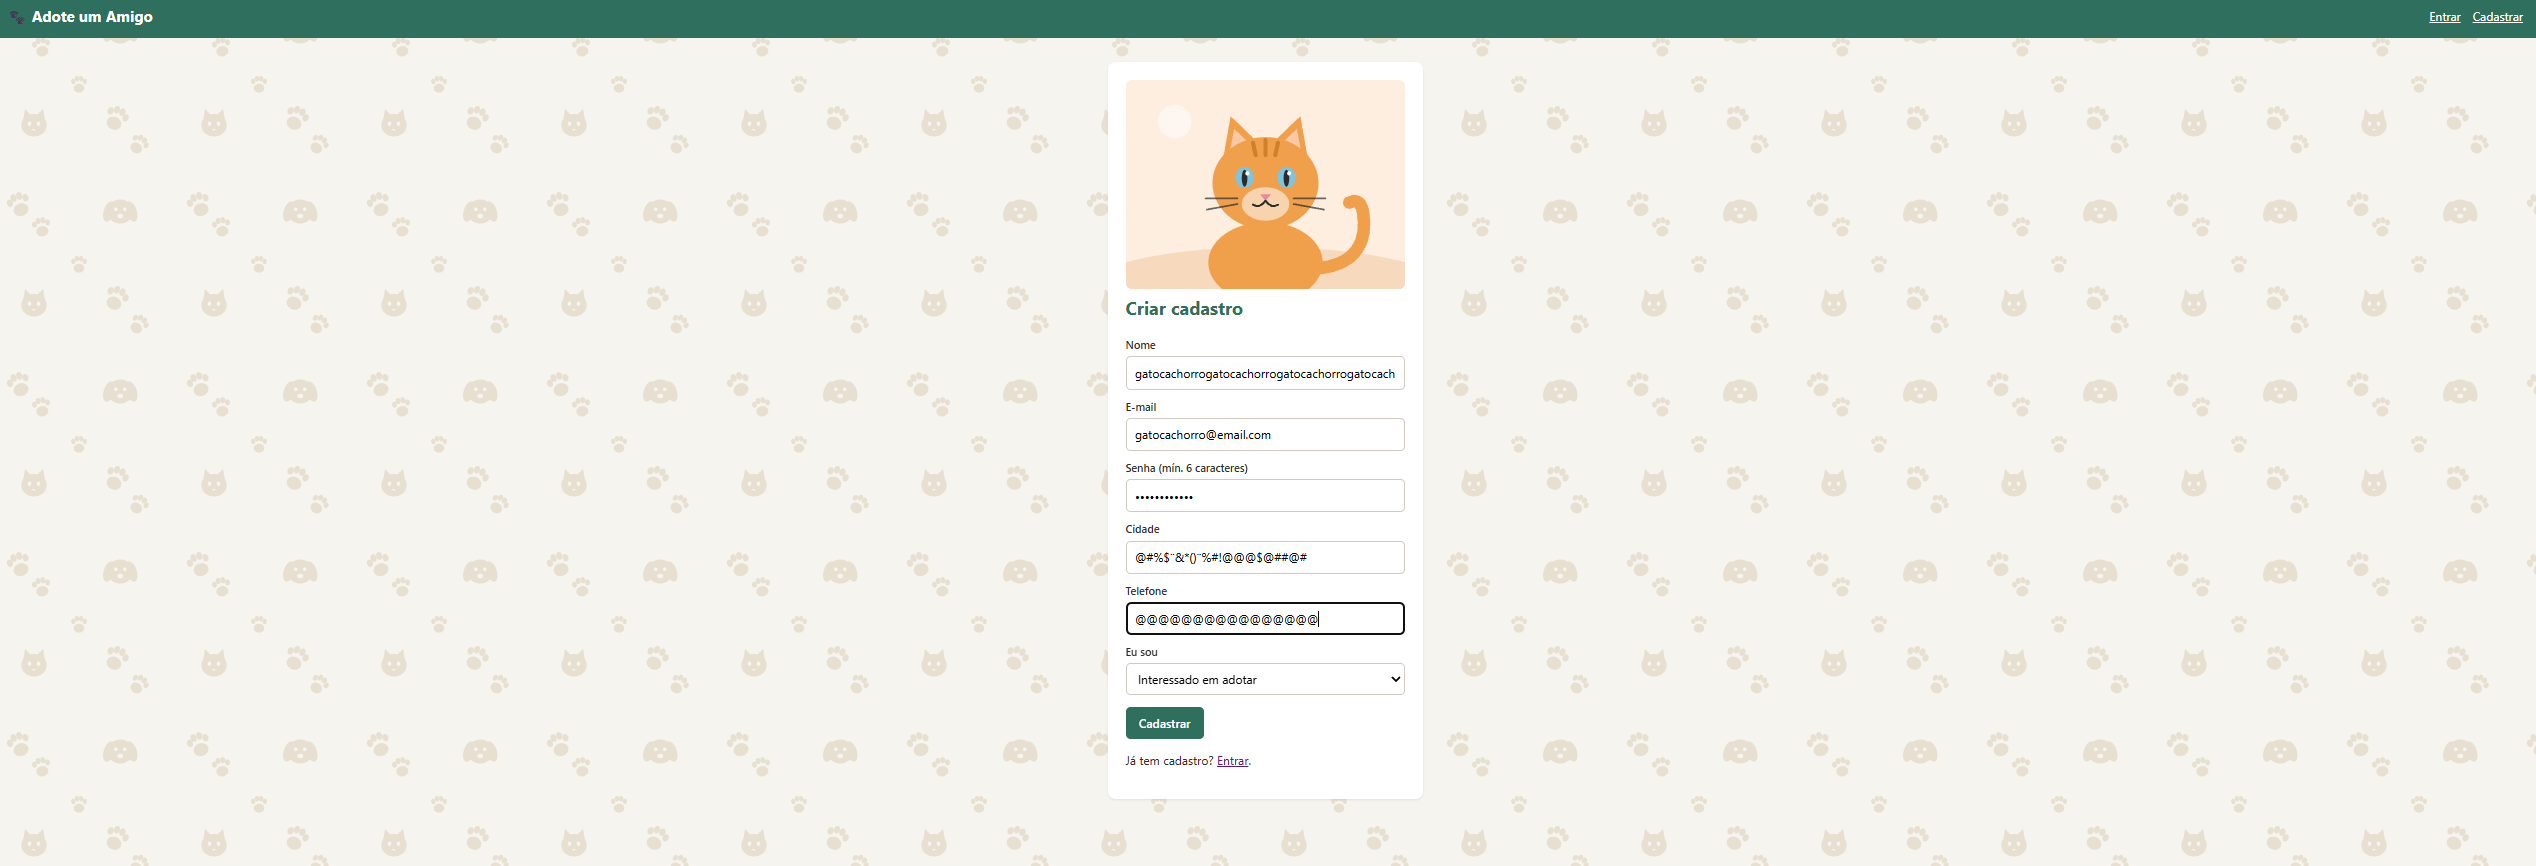 Adote um Amigo
Entrar Cadastrar
Criar cadastro
Nome
gatocachorrogatocachorrogatocachorrogatocach
E-mail
gatocachorro@email.com
Senha (mín. 6 caracteres)
••••••••••••
Cidade
@#%$¨&*()¨%#!@@@$@##@#
Telefone
@@@@@@@@@@@@@@@@
Eu sou
Interessado em adotar
Cadastrar
Já tem cadastro? Entrar.